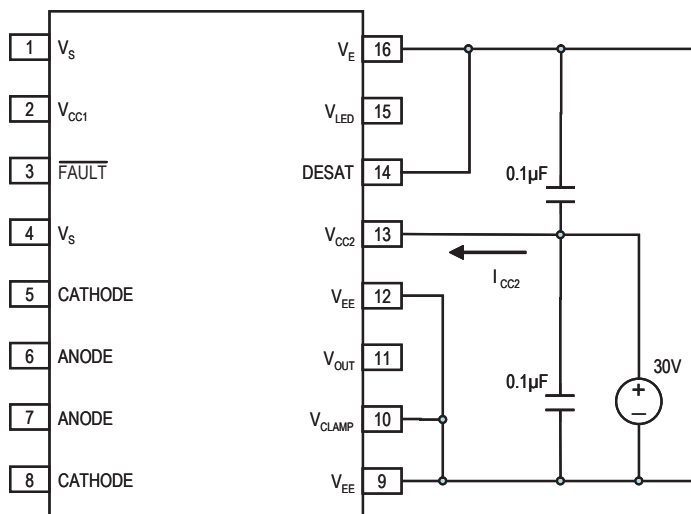 1 V_S
2 V_CC1
3 FAULT
4 V_S
5 CATHODE
6 ANODE
7 ANODE
8 CATHODE
V_E 16
V_LED 15
DESAT 14
V_CC2 13
V_EE 12
V_OUT 11
V_CLAMP 10
V_EE 9
0.1µF
I_CC2
0.1µF
30V
+
–